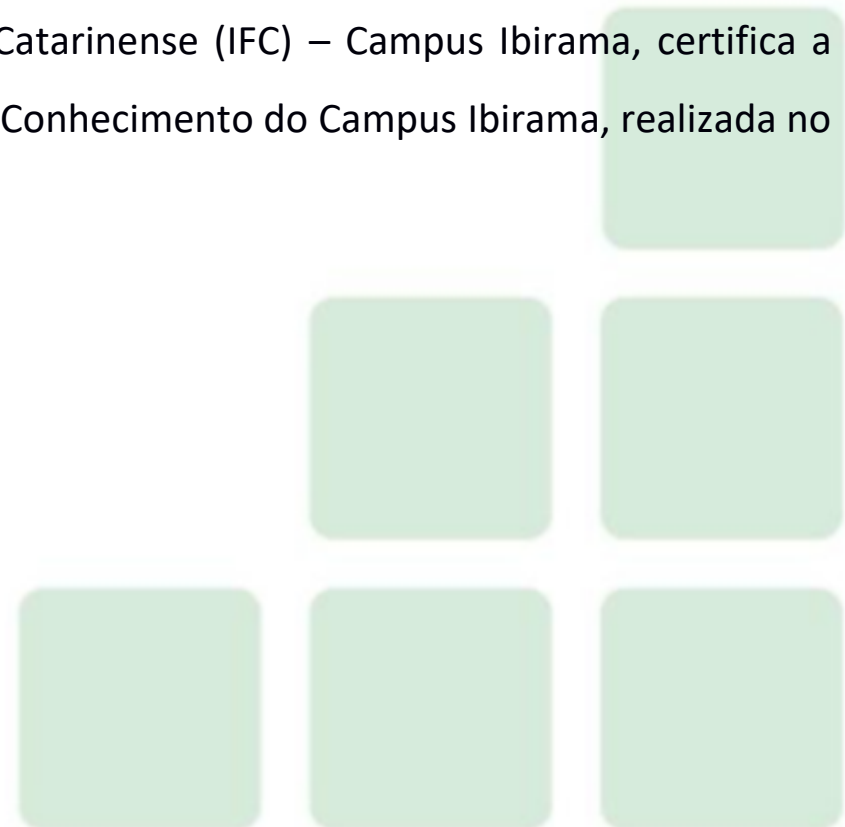 Catarinense (IFC) – Campus Ibirama, certifica a
Conhecimento do Campus Ibirama, realizada no